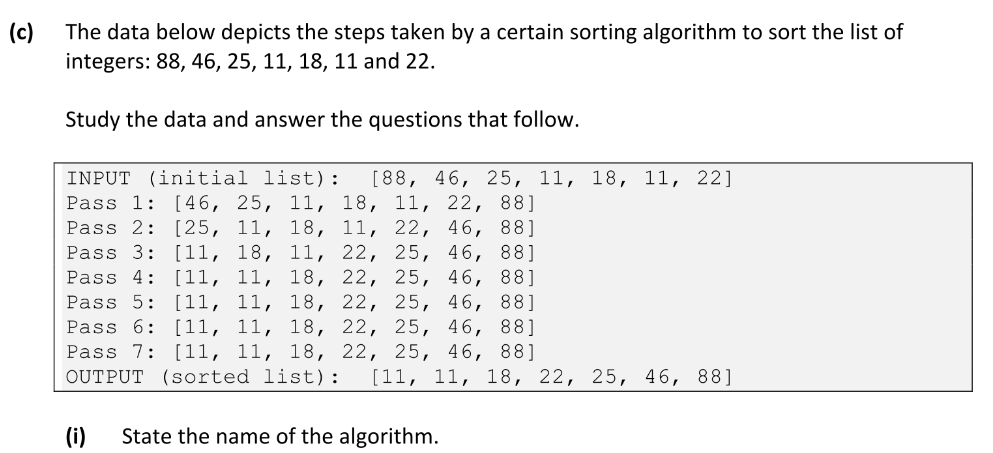 (c) The data below depicts the steps taken by a certain sorting algorithm to sort the list of
integers: 88, 46, 25, 11, 18, 11 and 22.
Study the data and answer the questions that follow.
INPUT (initial list): [88, 46, 25, 11, 18, 11, 22]
Pass 1: [46, 25, 11, 18, 11, 22, 88]
Pass 2: [25, 11, 18, 11, 22, 46, 88]
Pass 3: [11, 18, 11, 22, 25, 46, 88]
Pass 4: [11, 11, 18, 22, 25, 46, 88]
Pass 5: [11, 11, 18, 22, 25, 46, 88]
Pass 6: [11, 11, 18, 22, 25, 46, 88]
Pass 7: [11, 11, 18, 22, 25, 46, 88]
OUTPUT (sorted list): [11, 11, 18, 22, 25, 46, 88]
(i) State the name of the algorithm.